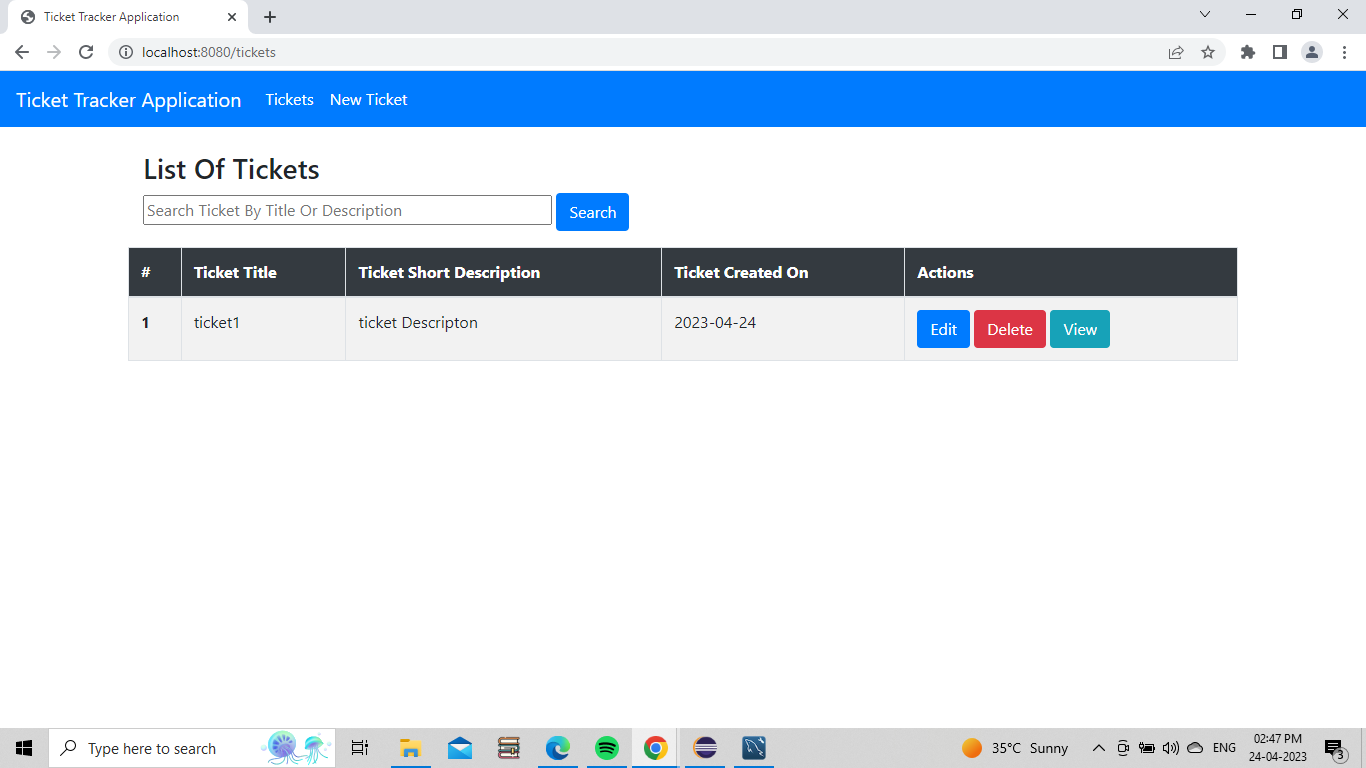 Ticket Tracker Application
localhost:8080/tickets
Ticket Tracker Application Tickets New Ticket
List Of Tickets
Search Ticket By Title Or Description Search
# Ticket Title Ticket Short Description Ticket Created On Actions
1 ticket1 ticket Descripton 2023-04-24 Edit Delete View
Type here to search 35°C Sunny ENG 02:47 PM
24-04-2023 3